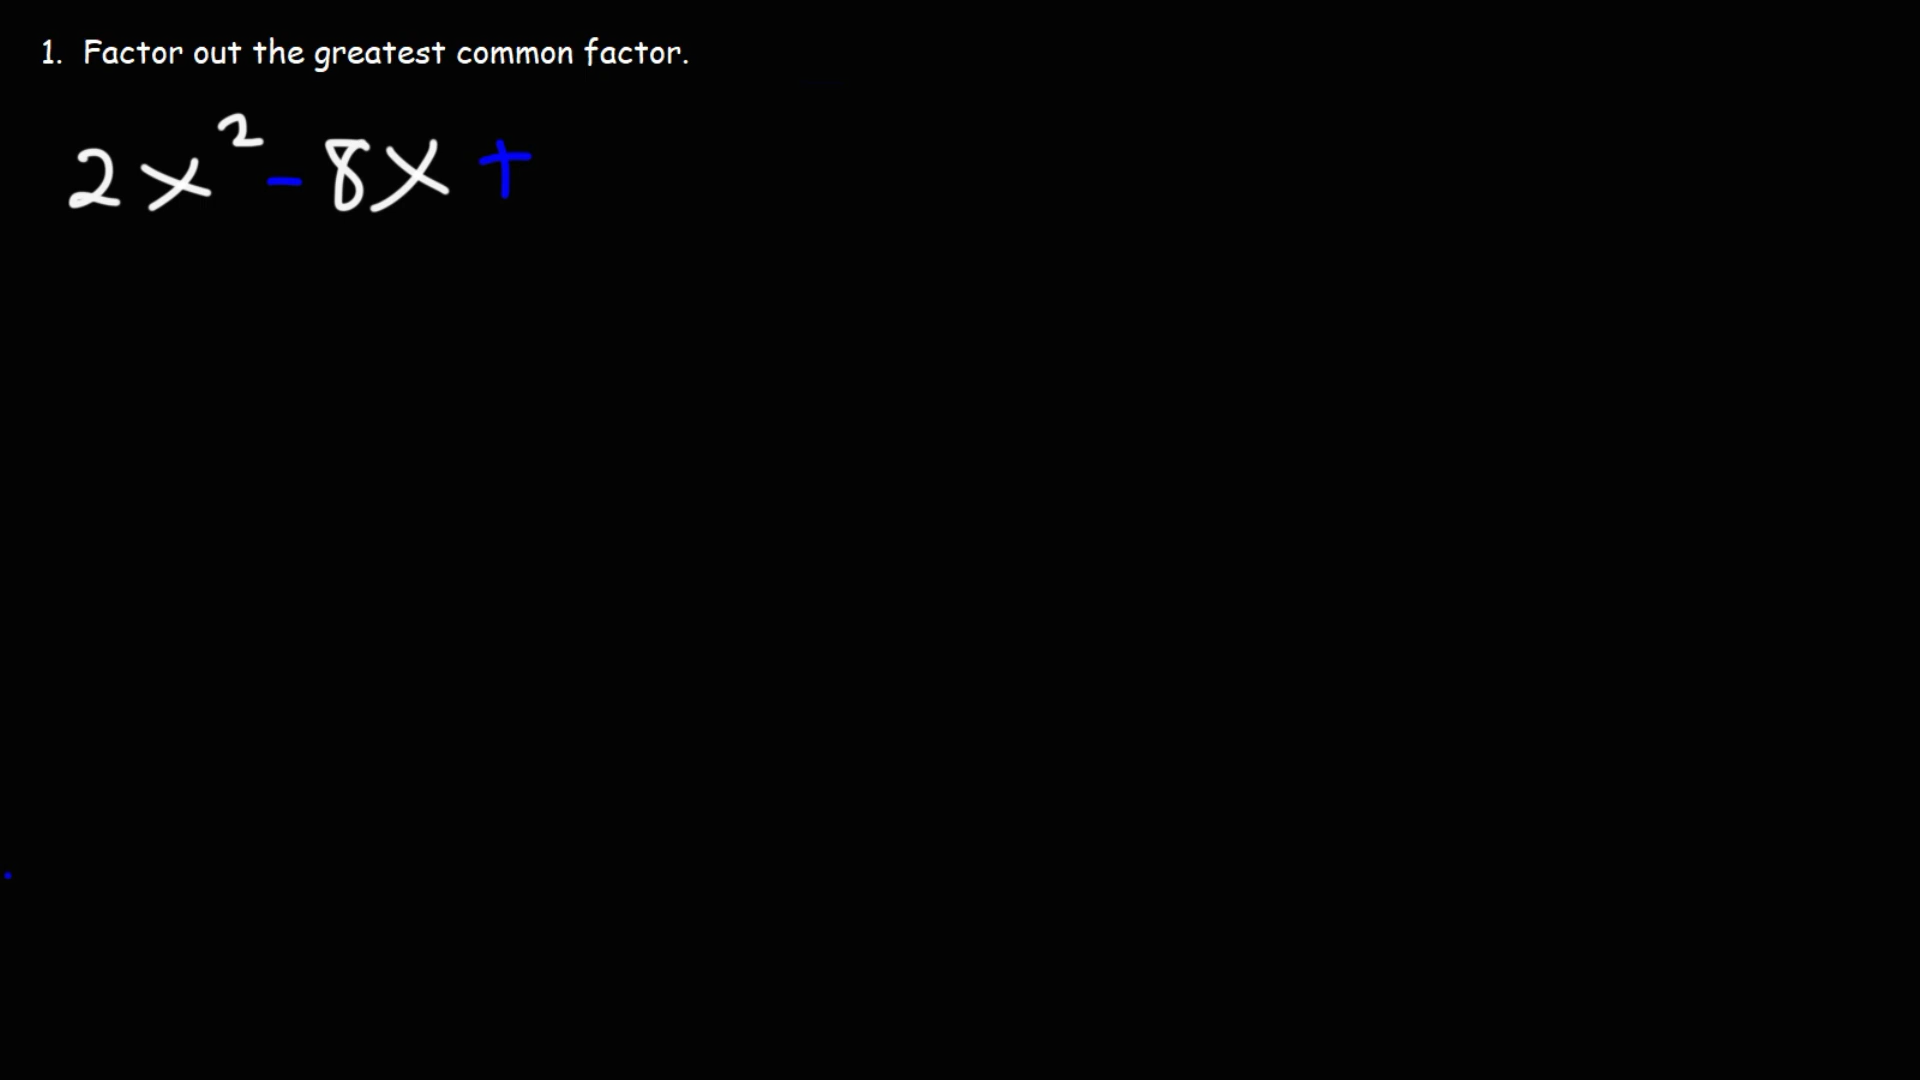 1. Factor out the greatest common factor.
2x² - 8x +